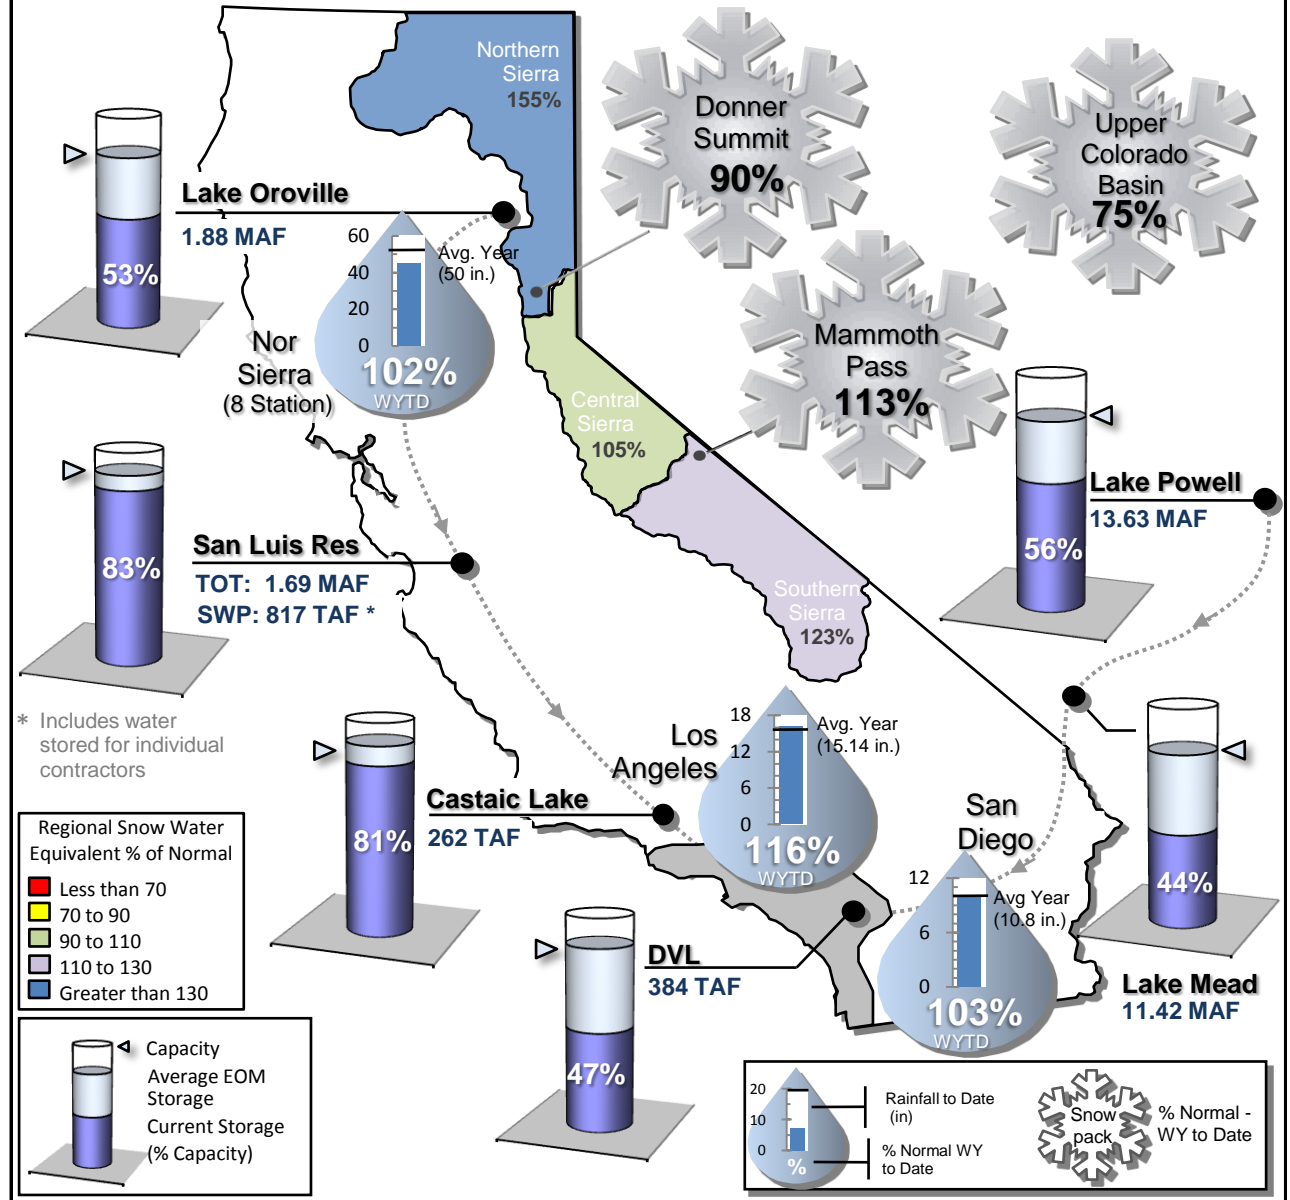 Northern
Sierra
155%
Donner
Summit
90%
Upper
Colorado
Basin
75%
Lake Oroville
1.88 MAF
53%
60
40
20
0
Avg. Year
(50 in.)
102%
WYTD
Nor
Sierra
(8 Station)
Mammoth
Pass
113%
Central
Sierra
105%
Lake Powell
13.63 MAF
56%
83%
San Luis Res
TOT: 1.69 MAF
SWP: 817 TAF *
Southern
Sierra
123%
* Includes water
stored for individual
contractors
Los
Angeles
18
12
6
0
Avg. Year
(15.14 in.)
116%
WYTD
Castaic Lake
262 TAF
81%
San
Diego
12
6
0
Avg Year
(10.8 in.)
103%
WYTD
44%
Lake Mead
11.42 MAF
DVL
384 TAF
47%
Regional Snow Water
Equivalent % of Normal
Less than 70
70 to 90
90 to 110
110 to 130
Greater than 130
Capacity
Average EOM
Storage
Current Storage
(% Capacity)
20
10
0
%
Rainfall to Date
(in)
% Normal WY
to Date
Snow
pack
% Normal -
WY to Date